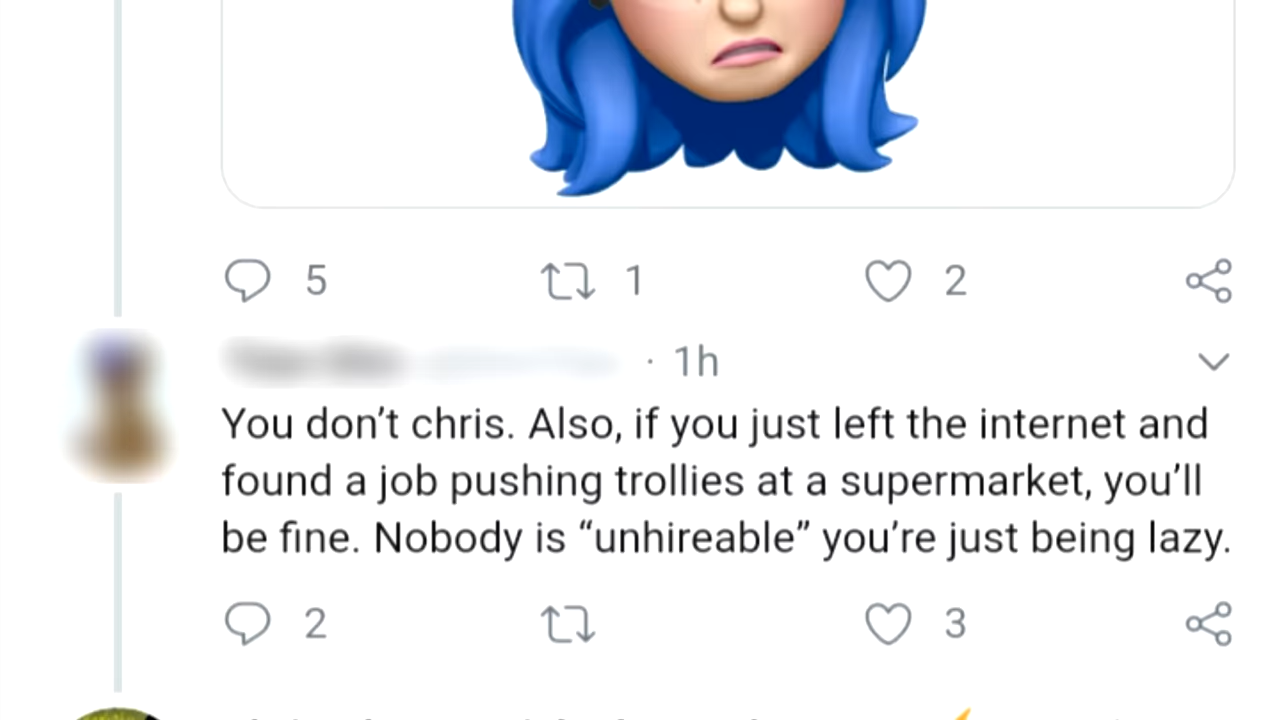 5 1 2
· 1h
You don’t chris. Also, if you just left the internet and
found a job pushing trollies at a supermarket, you’ll
be fine. Nobody is “unhireable” you’re just being lazy.
2 3